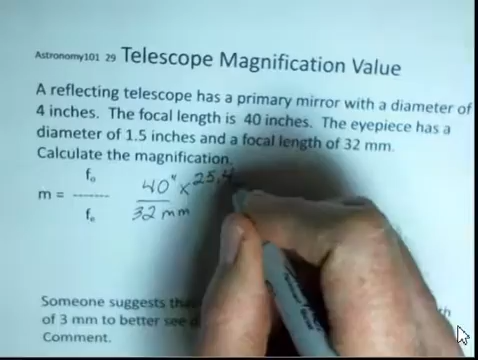 Astronomy101 29 Telescope Magnification Value
A reflecting telescope has a primary mirror with a diameter of
4 inches. The focal length is 40 inches. The eyepiece has a
diameter of 1.5 inches and a focal length of 32 mm.
Calculate the magnification.
fₒ 40" x 25.4
m = -------
fₑ 32 mm
Someone suggests
of 3 mm to better see
Comment.